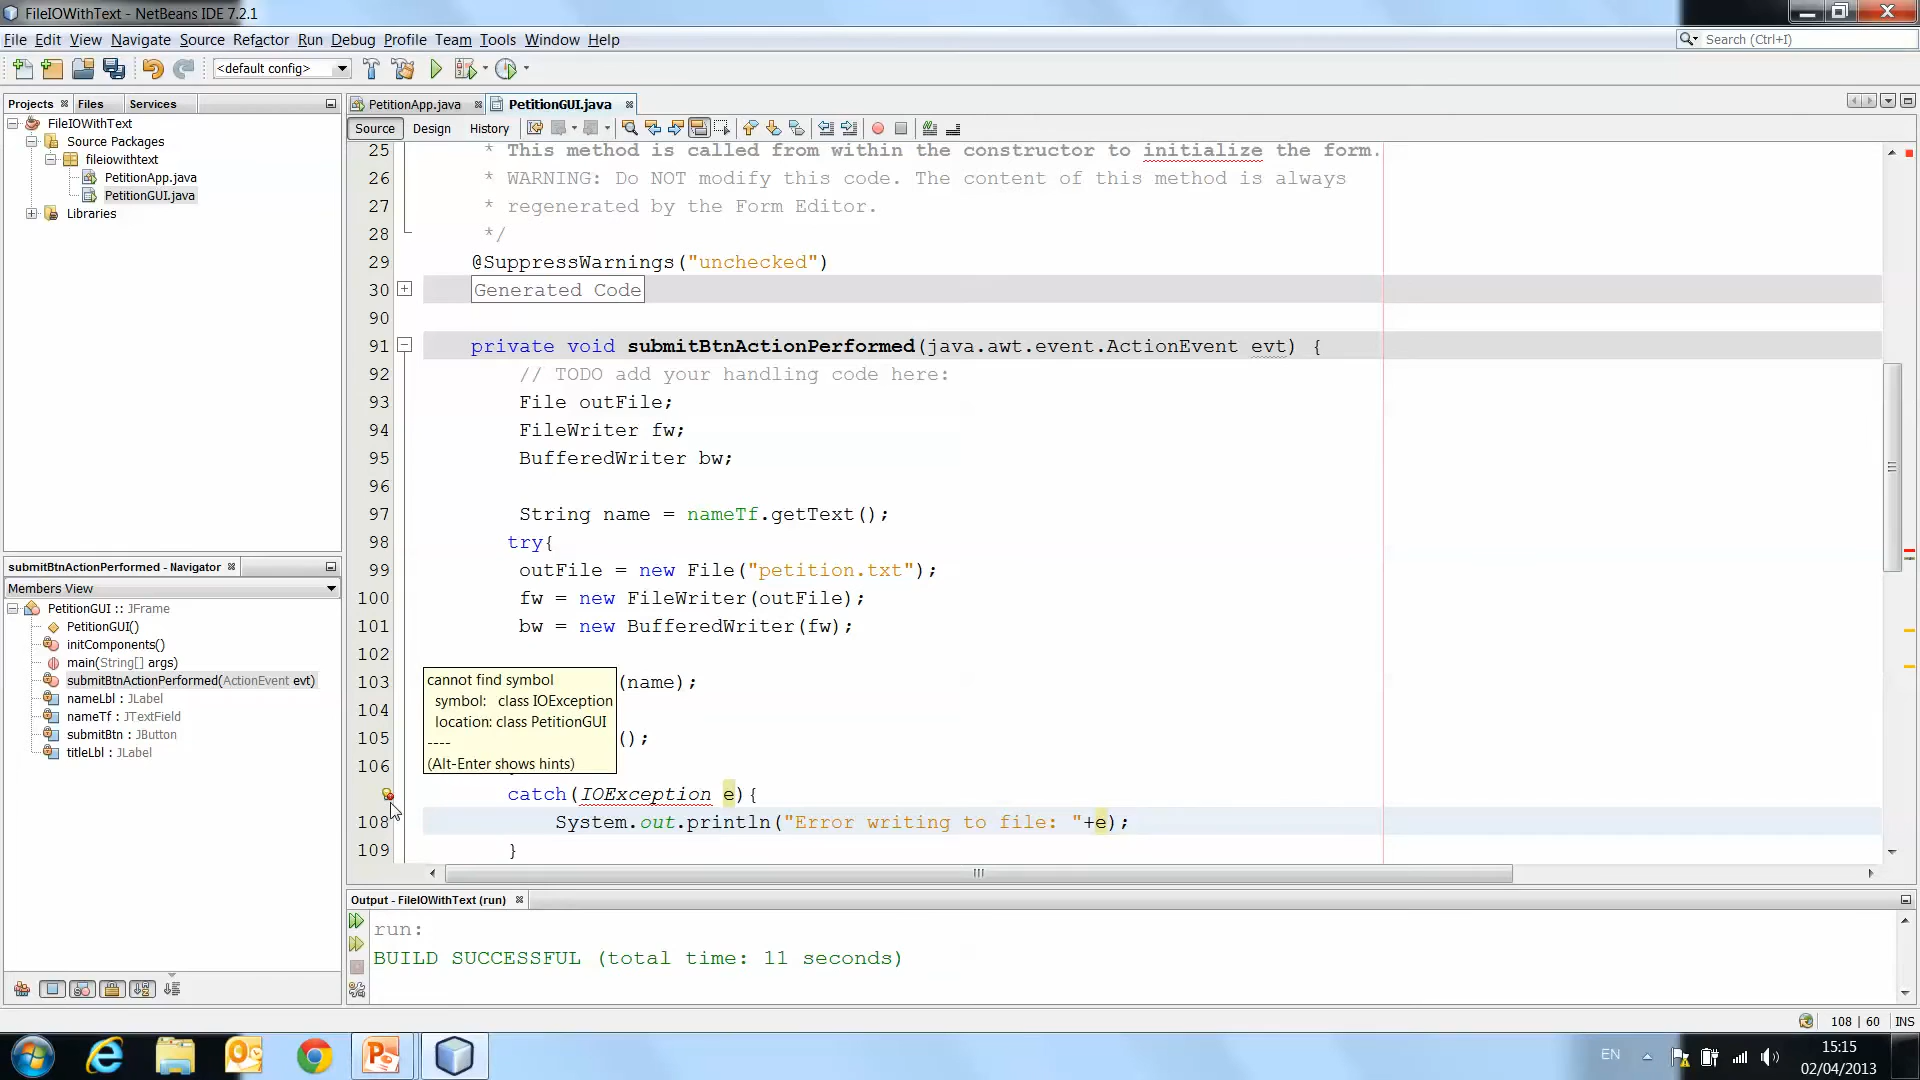 FileIOWithText - NetBeans IDE 7.2.1
File Edit View Navigate Source Refactor Run Debug Profile Team Tools Window Help
Search (Ctrl+I)
<default config>
Projects Files Services
FileIOWithText
Source Packages
fileiowithtext
PetitionApp.java
PetitionGUI.java
Libraries
submitBtnActionPerformed - Navigator
Members View
PetitionGUI :: JFrame
PetitionGUI()
initComponents()
main(String[] args)
submitBtnActionPerformed(ActionEvent evt)
nameLbl : JLabel
nameTf : JTextField
submitBtn : JButton
titleLbl : JLabel
PetitionApp.java PetitionGUI.java
Source Design History
25 * This method is called from within the constructor to initialize the form.
26 * WARNING: Do NOT modify this code. The content of this method is always
27 * regenerated by the Form Editor.
28 */
29 @SuppressWarnings("unchecked")
30 Generated Code
90
91 private void submitBtnActionPerformed(java.awt.event.ActionEvent evt) {
92 // TODO add your handling code here:
93 File outFile;
94 FileWriter fw;
95 BufferedWriter bw;
96
97 String name = nameTf.getText();
98 try{
99 outFile = new File("petition.txt");
100 fw = new FileWriter(outFile);
101 bw = new BufferedWriter(fw);
102
103 (name);
104
105 ();
106
catch(IOException e){
108 System.out.println("Error writing to file: "+e);
109 }
cannot find symbol
symbol: class IOException
location: class PetitionGUI
----
(Alt-Enter shows hints)
Output - FileIOWithText (run)
run:
BUILD SUCCESSFUL (total time: 11 seconds)
108 | 60 INS
EN
15:15
02/04/2013